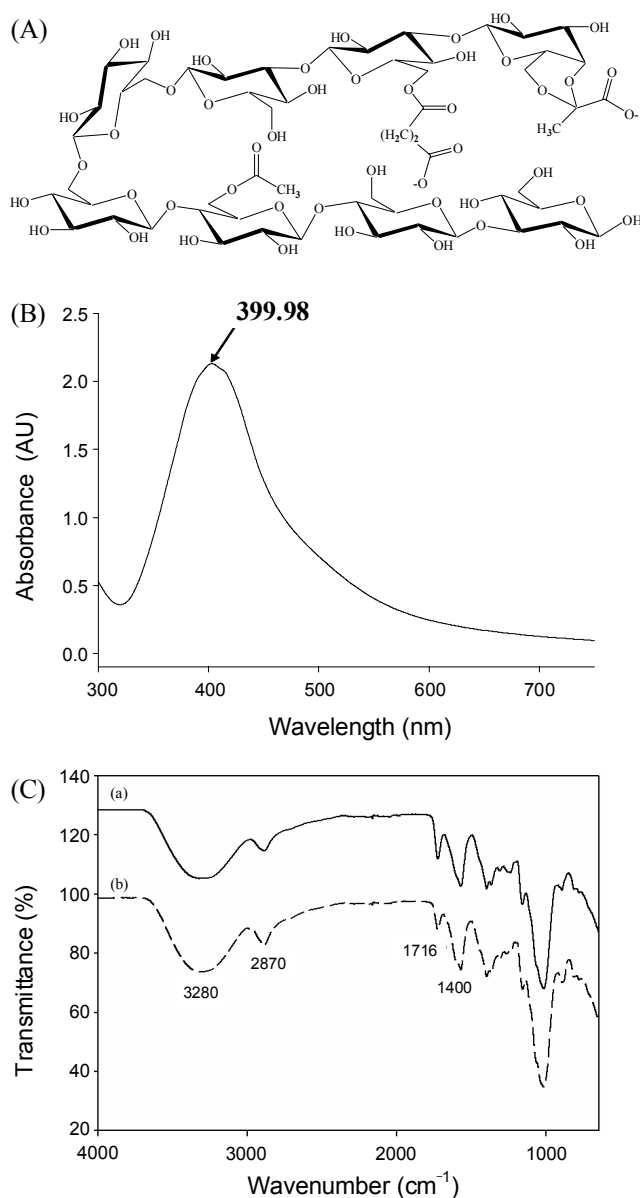 (A)
OH
OH
OH
HO
HO
O
O
OH
HO
O
OH
O
HO
O
HO
O
OH
O
O
(H₂C)₂
O
O-
HO
O
O
HO
OH
O
O
O
H₃C
O
O-
O
HO
HO
O
OH
O
O
O
CH₃
HO
O
OH
O
HO
HO
O
OH
O
HO
HO
O
OH
OH
(B)
399.98
2.5
2.0
1.5
1.0
0.5
0.0
Absorbance (AU)
300 400 500 600 700
Wavelength (nm)
(C)
140
120
100
80
60
40
20
Transmittance (%)
(a)
(b)
3280
2870
1716
1400
4000 3000 2000 1000
Wavenumber (cm⁻¹)